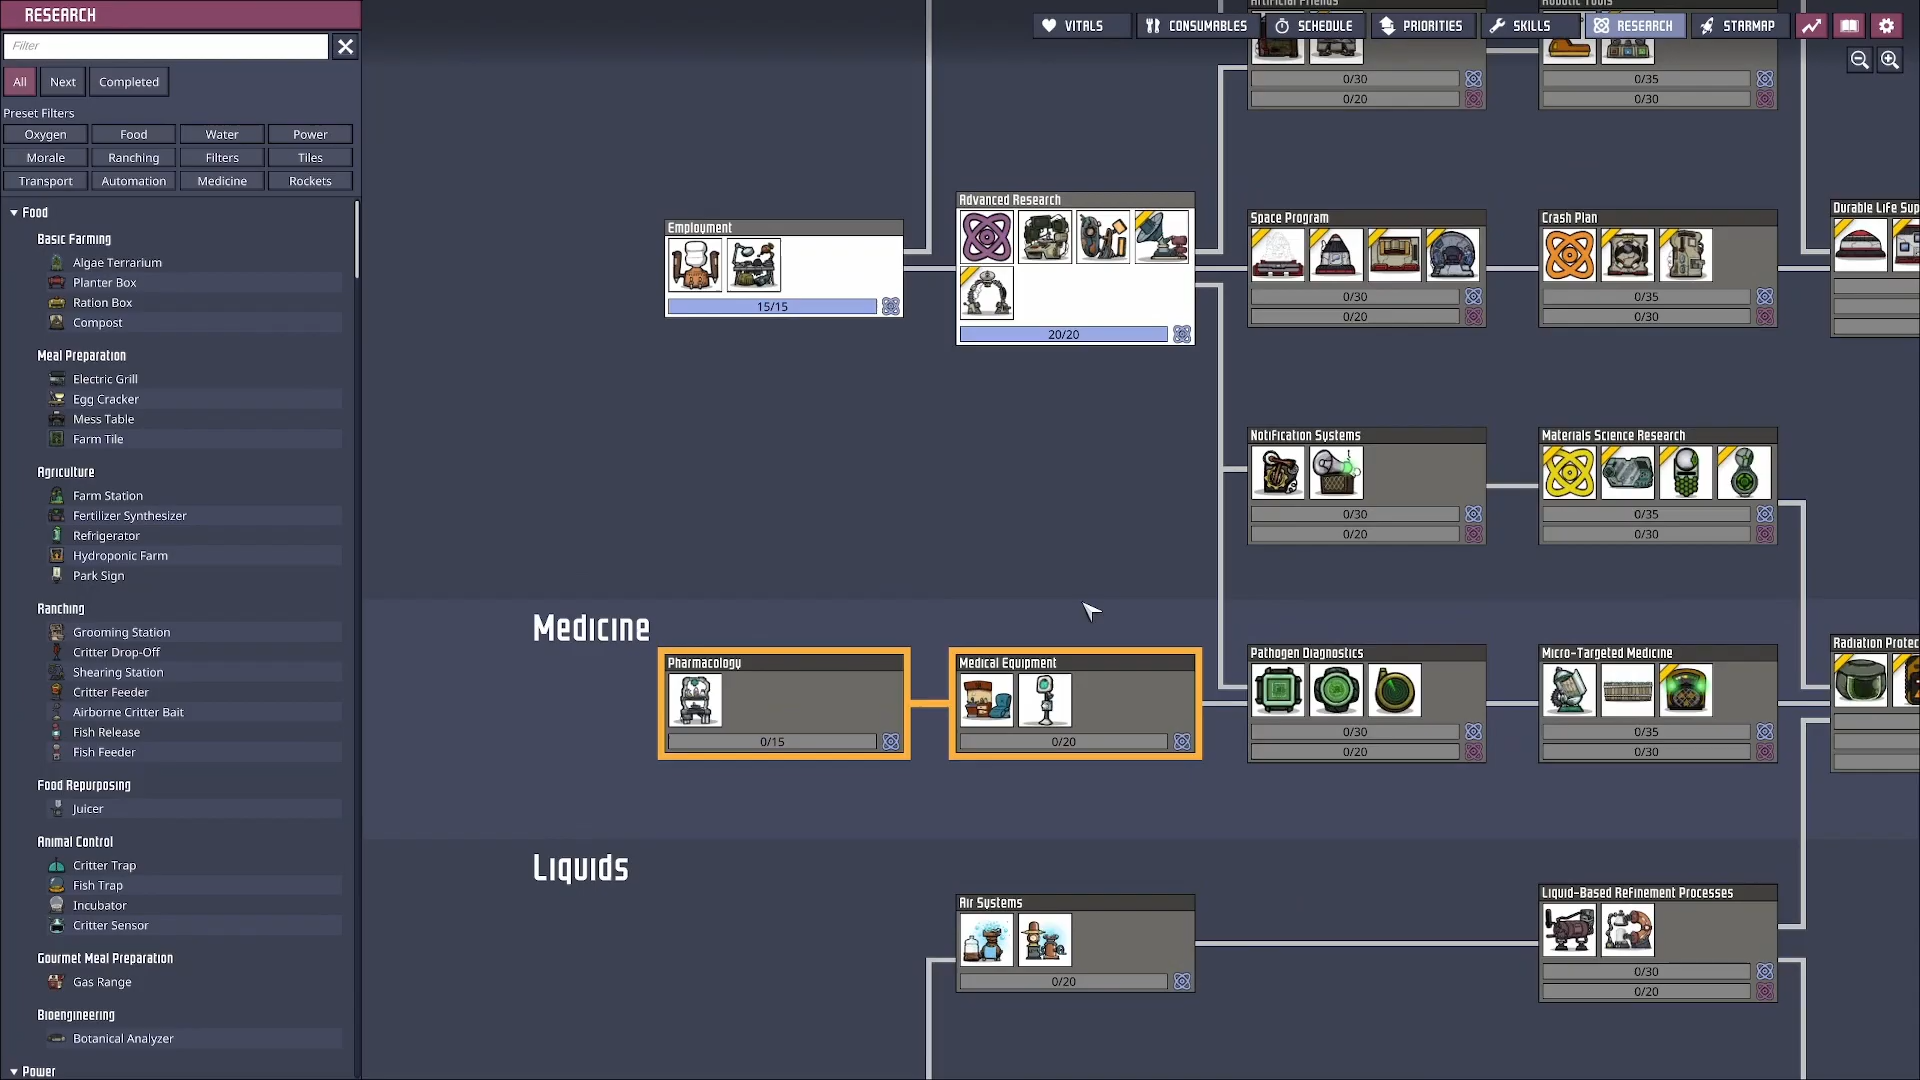 RESEARCH
VITALS
CONSUMABLES
SCHEDULE
PRIORITIES
SKILLS
RESEARCH
STARMAP
Filter
All
Next
Completed
Preset Filters
Oxygen
Food
Water
Power
Morale
Ranching
Filters
Tiles
Transport
Automation
Medicine
Rockets
Food
Basic Farming
Algae Terrarium
Planter Box
Ration Box
Compost
Meal Preparation
Electric Grill
Egg Cracker
Mess Table
Farm Tile
Agriculture
Farm Station
Fertilizer Synthesizer
Refrigerator
Hydroponic Farm
Park Sign
Ranching
Grooming Station
Critter Drop-Off
Shearing Station
Critter Feeder
Airborne Critter Bait
Fish Release
Fish Feeder
Food Repurposing
Juicer
Animal Control
Critter Trap
Fish Trap
Incubator
Critter Sensor
Gourmet Meal Preparation
Gas Range
Bioengineering
Botanical Analyzer
Power
Artificial Friends
0/30
0/20
Robotic Tools
0/35
0/30
Employment
15/15
Advanced Research
20/20
Space Program
0/30
0/20
Crash Plan
0/35
0/30
Durable Life Sup
Notification Systems
0/30
0/20
Materials Science Research
0/35
0/30
Medicine
Pharmacology
0/15
Medical Equipment
0/20
Pathogen Diagnostics
0/30
0/20
Micro-Targeted Medicine
0/35
0/30
Radiation Protec
Liquids
Air Systems
0/20
Liquid-Based Refinement Processes
0/30
0/20